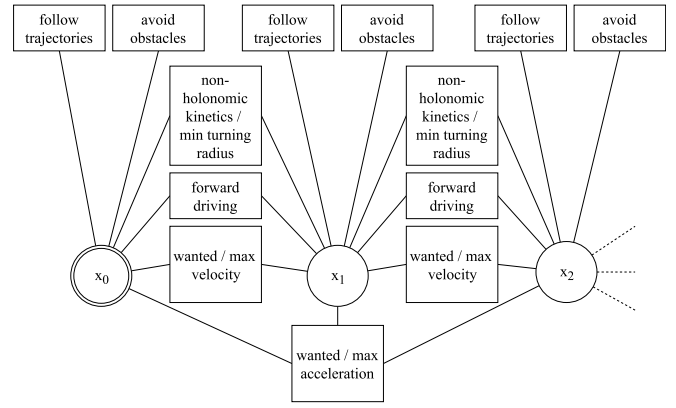 follow
trajectories
avoid
obstacles
follow
trajectories
avoid
obstacles
follow
trajectories
avoid
obstacles
non-
holonomic
kinetics /
min turning
radius
non-
holonomic
kinetics /
min turning
radius
forward
driving
forward
driving
wanted / max
velocity
wanted / max
velocity
x0
x1
x2
wanted / max
acceleration